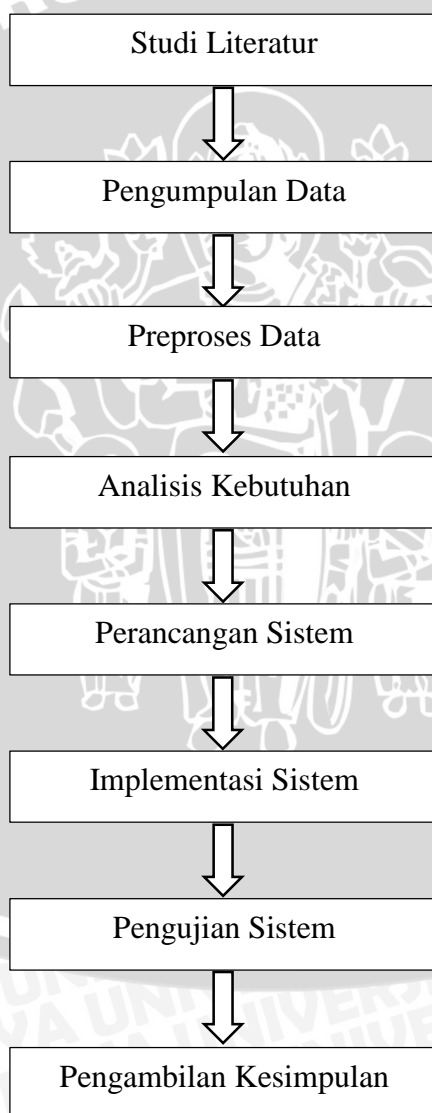 Studi Literatur
Pengumpulan Data
Preproses Data
Analisis Kebutuhan
Perancangan Sistem
Implementasi Sistem
Pengujian Sistem
Pengambilan Kesimpulan